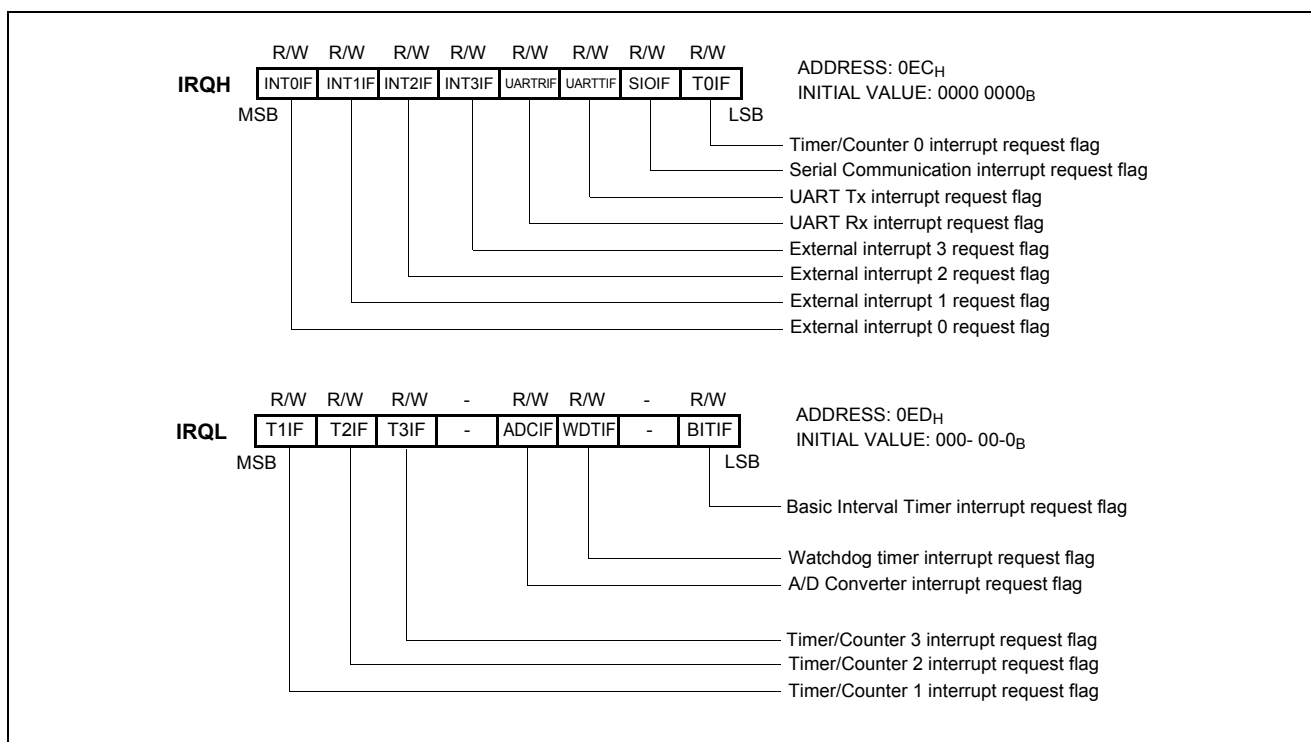 R/W R/W R/W R/W R/W R/W R/W R/W
IRQH INT0IF INT1IF INT2IF INT3IF UARTRIF UARTTIF SIOIF T0IF
ADDRESS: 0ECH
INITIAL VALUE: 0000 0000B
MSB LSB
Timer/Counter 0 interrupt request flag
Serial Communication interrupt request flag
UART Tx interrupt request flag
UART Rx interrupt request flag
External interrupt 3 request flag
External interrupt 2 request flag
External interrupt 1 request flag
External interrupt 0 request flag
R/W R/W R/W - R/W R/W - R/W
IRQL T1IF T2IF T3IF - ADCIF WDTIF - BITIF
ADDRESS: 0EDH
INITIAL VALUE: 000- 00-0B
MSB LSB
Basic Interval Timer interrupt request flag
Watchdog timer interrupt request flag
A/D Converter interrupt request flag
Timer/Counter 3 interrupt request flag
Timer/Counter 2 interrupt request flag
Timer/Counter 1 interrupt request flag